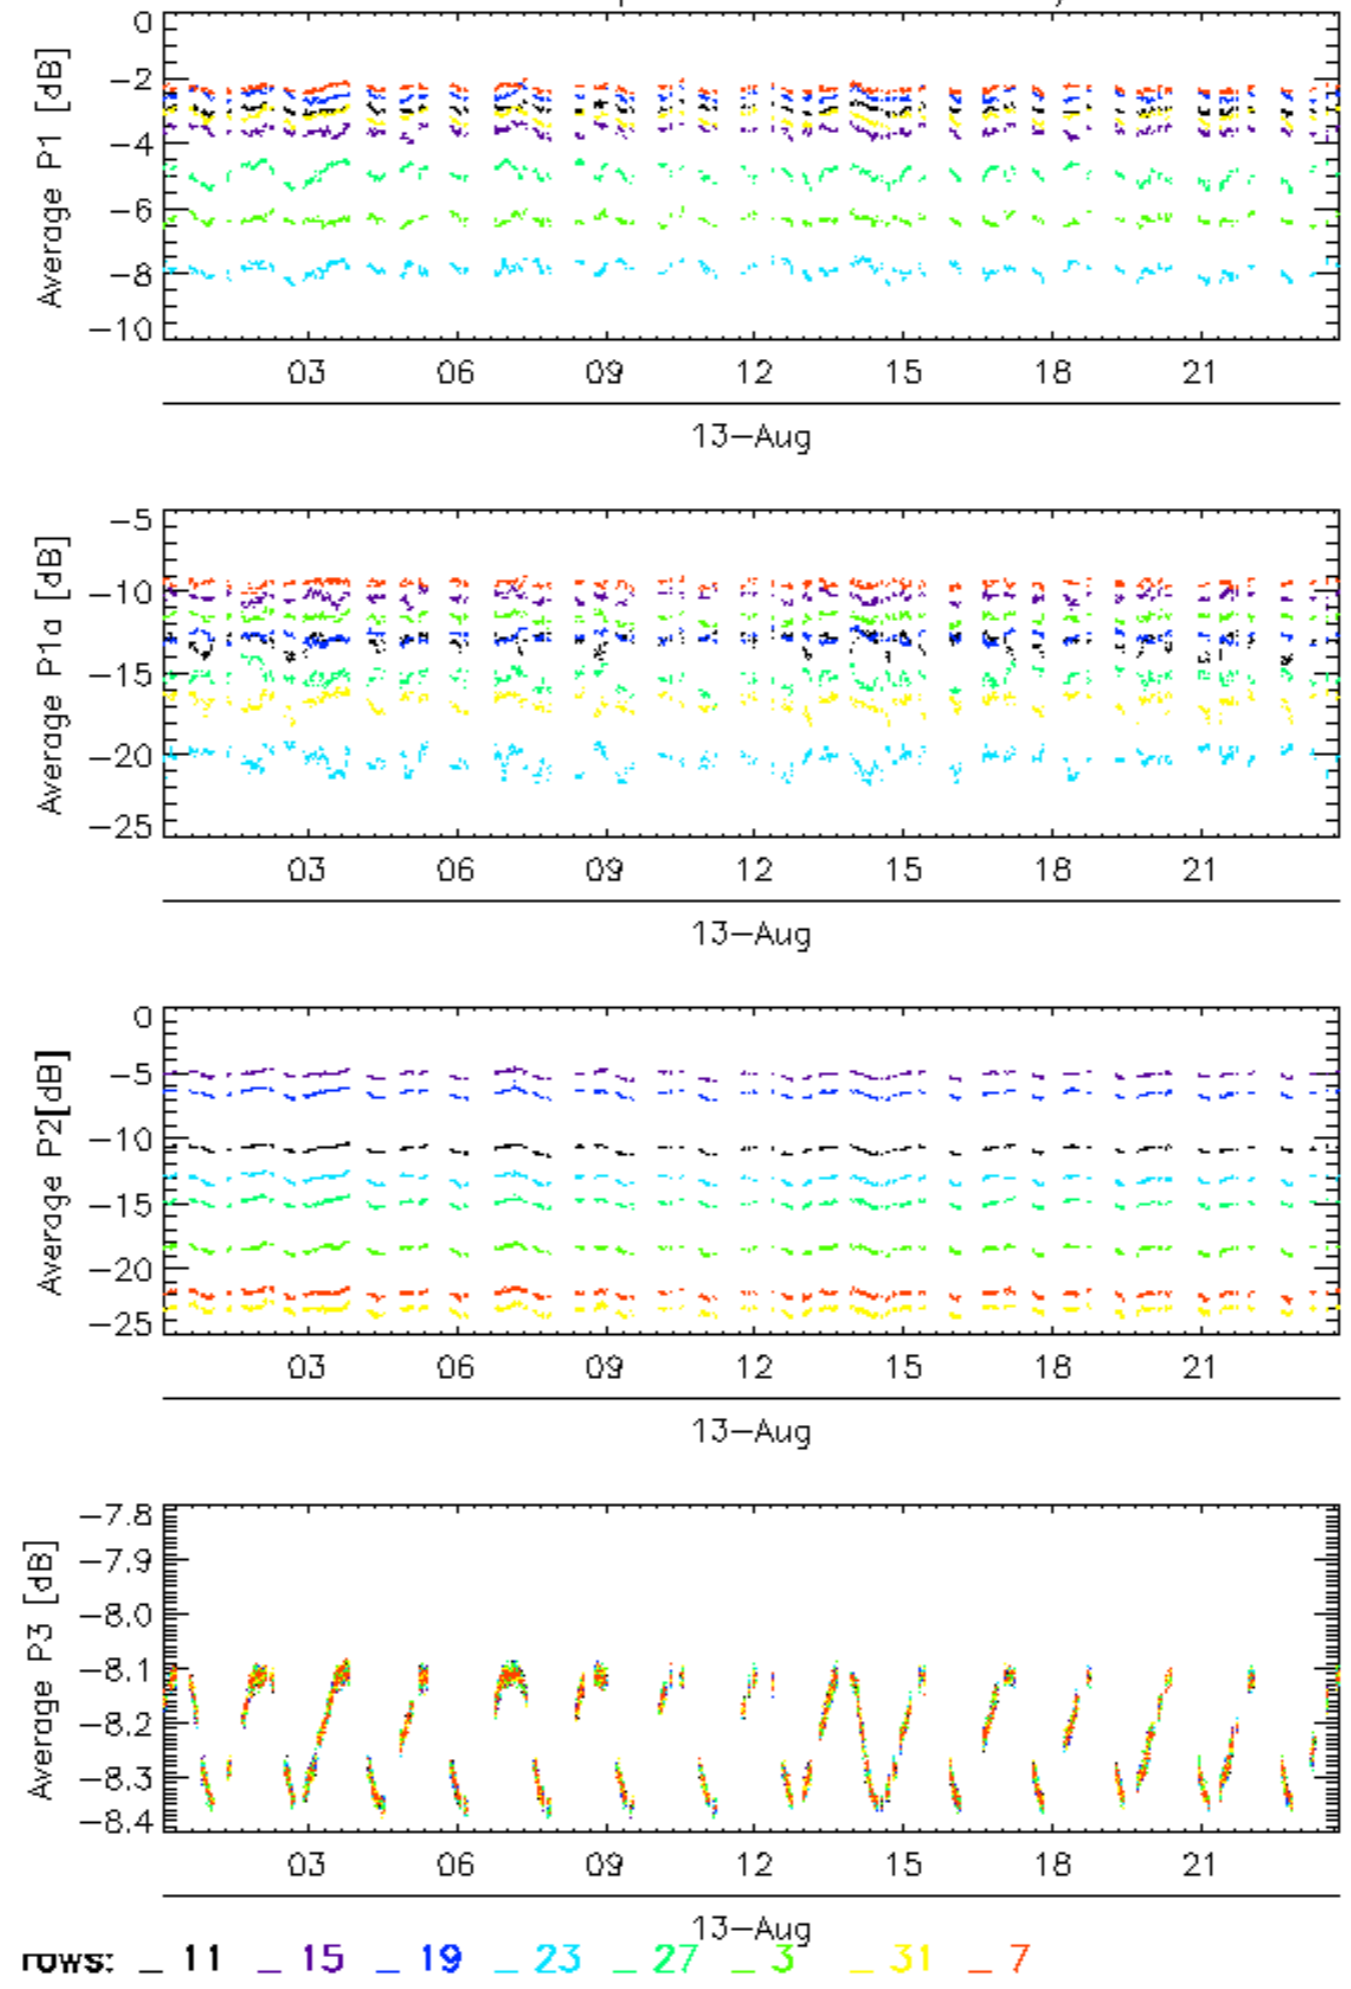 0
−2
−4
−6
−8
−10
Average P1 [dB]
03 06 09 12 15 18 21
13−Aug
−5
−10
−15
−20
−25
Average P1a [dB]
03 06 09 12 15 18 21
13−Aug
0
−5
−10
−15
−20
−25
Average P2[dB]
03 06 09 12 15 18 21
13−Aug
−7.8
−7.9
−8.0
−8.1
−8.2
−8.3
−8.4
Average P3 [dB]
03 06 09 12 15 18 21
13−Aug
rows: _ 11 _ 15 _ 19 _ 23 _ 27 _ 3 _ 31 _ 7